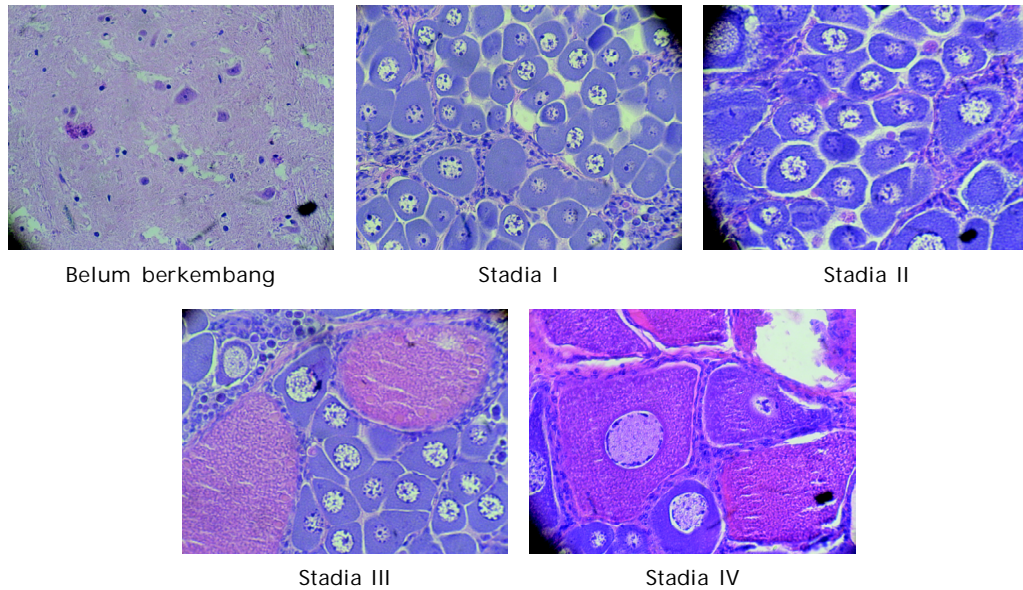 Belum berkembang
Stadia I
Stadia II
Stadia III
Stadia IV